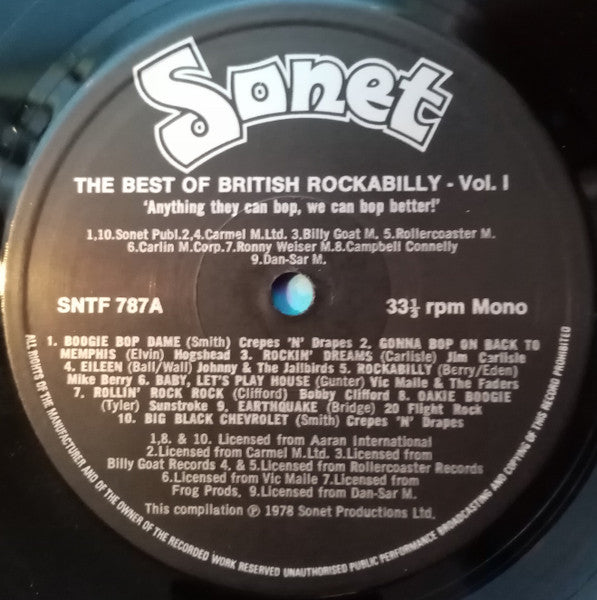 Sonet
THE BEST OF BRITISH ROCKABILLY - Vol. I
'Anything they can bop, we can bop better!'
1,10.Sonet Publ.2,4.Carmel M.Ltd. 3.Billy Goat M. 5.Rollercoaster M.
6.Carlin M.Corp.7.Ronny Weiser M.8.Campbell Connelly
9.Dan-Sar M.
SNTF 787A
33⅓ rpm Mono
1. BOOGIE BOP DAME (Smith) Crepes 'N' Drapes 2. GONNA BOP ON BACK TO
MEMPHIS (Elvin) Hogshead 3. ROCKIN' DREAMS (Carlisle) Jim Carlisle
4. EILEEN (Ball/Wall) Johnny & The Jailbirds 5. ROCKABILLY (Berry/Eden)
Mike Berry 6. BABY, LET'S PLAY HOUSE (Gunter) Vic Maile & The Faders
7. ROLLIN' ROCK ROCK (Clifford) Bobby Clifford 8. OAKIE BOOGIE
(Tyler) Sunstroke 9. EARTHQUAKE (Bridge) 20 Flight Rock
10. BIG BLACK CHEVROLET (Smith) Crepes 'N' Drapes
1,8. & 10. Licensed from Aaran International
2.Licensed from Carmel M.Ltd. 3.Licensed from
Billy Goat Records 4. & 5.Licensed from Rollercoaster Records
6.Licensed from Vic Maile 7.Licensed from
Frog Prods. 9.Licensed from Dan-Sar M.
This compilation ℗ 1978 Sonet Productions Ltd.
ALL RIGHTS OF THE MANUFACTURER AND OF THE OWNER OF THE RECORDED WORK RESERVED UNAUTHORISED PUBLIC PERFORMANCE BROADCASTING AND COPYING OF THIS RECORD PROHIBITED